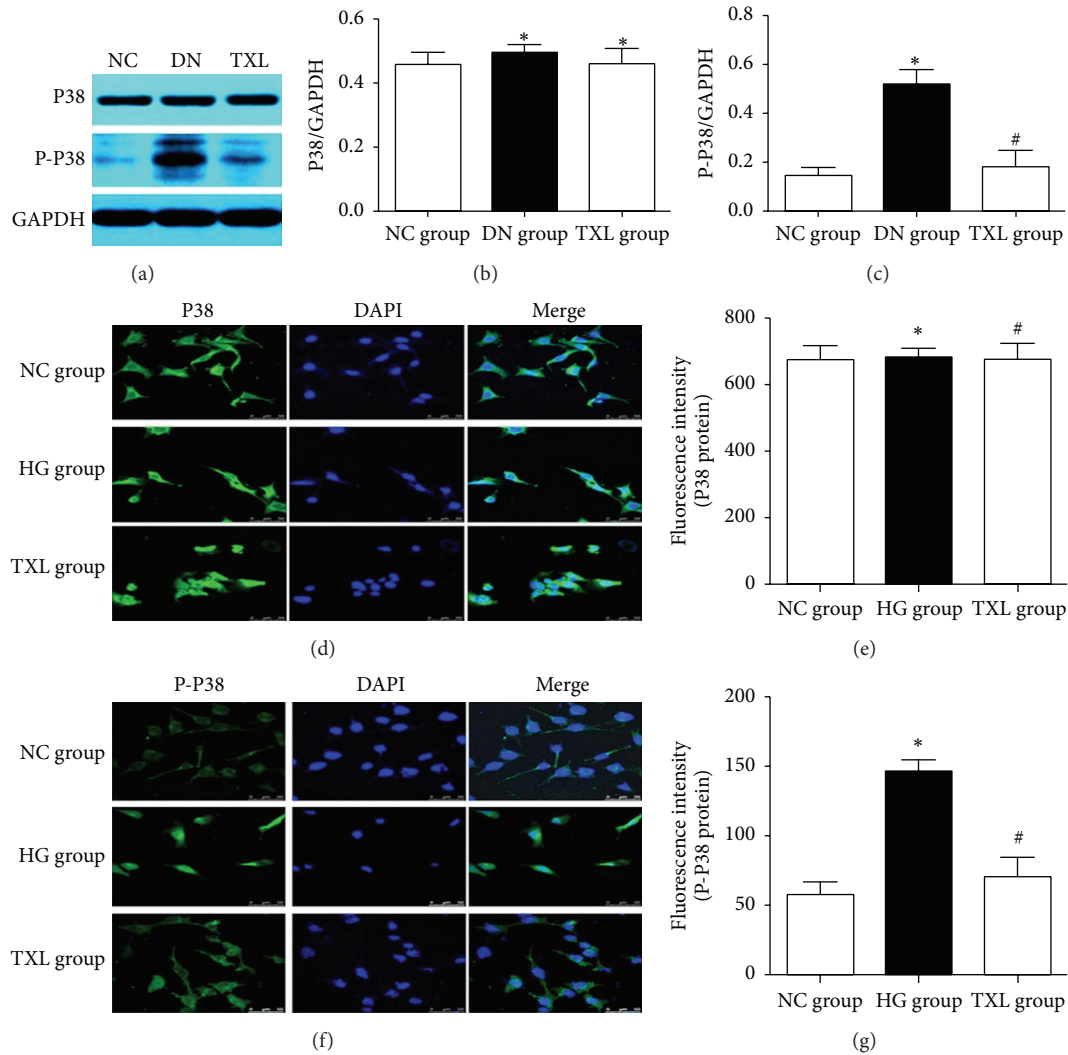 NC DN TXL
P38
P-P38
GAPDH
(a)
P38/GAPDH
0.6
0.4
0.2
0.0
* *
NC group DN group TXL group
(b)
P-P38/GAPDH
0.8
0.6
0.4
0.2
0.0
*
#
NC group DN group TXL group
(c)
P38 DAPI Merge
NC group
HG group
TXL group
(d)
Fluorescence intensity
(P38 protein)
800
600
400
200
0
* #
NC group HG group TXL group
(e)
P-P38 DAPI Merge
NC group
HG group
TXL group
(f)
Fluorescence intensity
(P-P38 protein)
200
150
100
50
0
*
#
NC group HG group TXL group
(g)